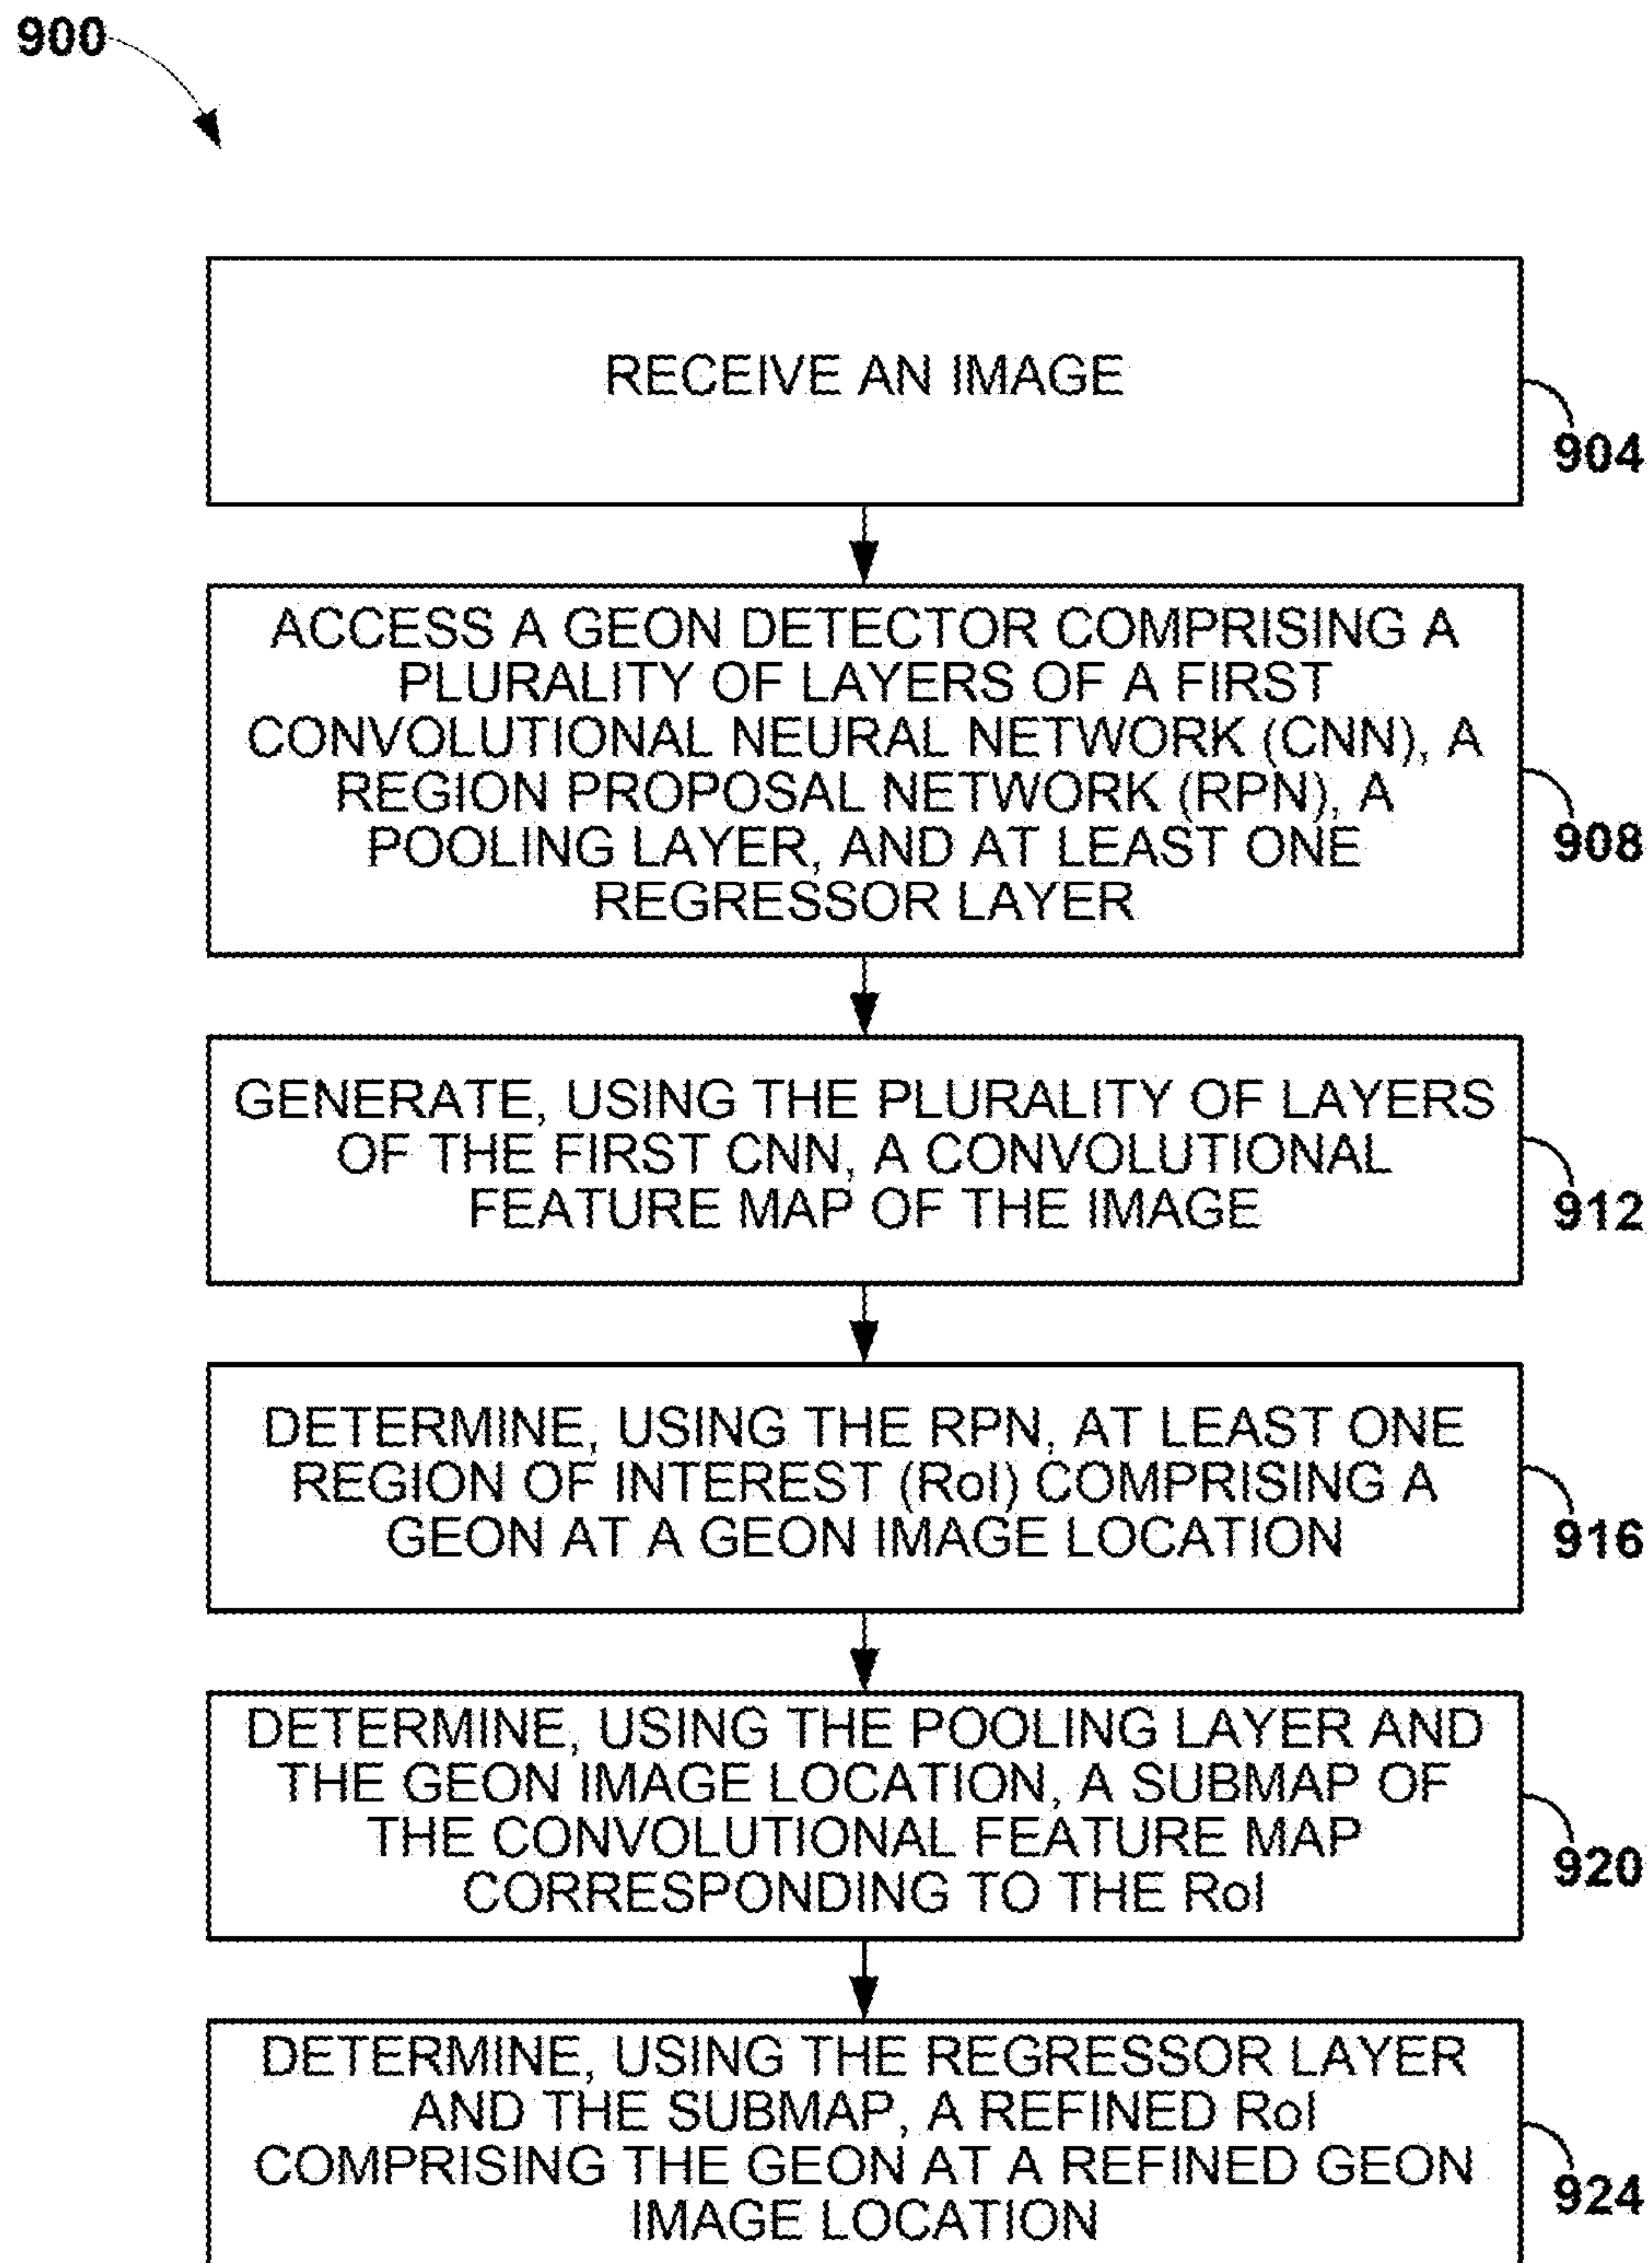 900
RECEIVE AN IMAGE
904
ACCESS A GEON DETECTOR COMPRISING A
PLURALITY OF LAYERS OF A FIRST
CONVOLUTIONAL NEURAL NETWORK (CNN), A
REGION PROPOSAL NETWORK (RPN), A
POOLING LAYER, AND AT LEAST ONE
REGRESSOR LAYER
908
GENERATE, USING THE PLURALITY OF LAYERS
OF THE FIRST CNN, A CONVOLUTIONAL
FEATURE MAP OF THE IMAGE
912
DETERMINE, USING THE RPN, AT LEAST ONE
REGION OF INTEREST (RoI) COMPRISING A
GEON AT A GEON IMAGE LOCATION
916
DETERMINE, USING THE POOLING LAYER AND
THE GEON IMAGE LOCATION, A SUBMAP OF
THE CONVOLUTIONAL FEATURE MAP
CORRESPONDING TO THE RoI
920
DETERMINE, USING THE REGRESSOR LAYER
AND THE SUBMAP, A REFINED RoI
COMPRISING THE GEON AT A REFINED GEON
IMAGE LOCATION
924